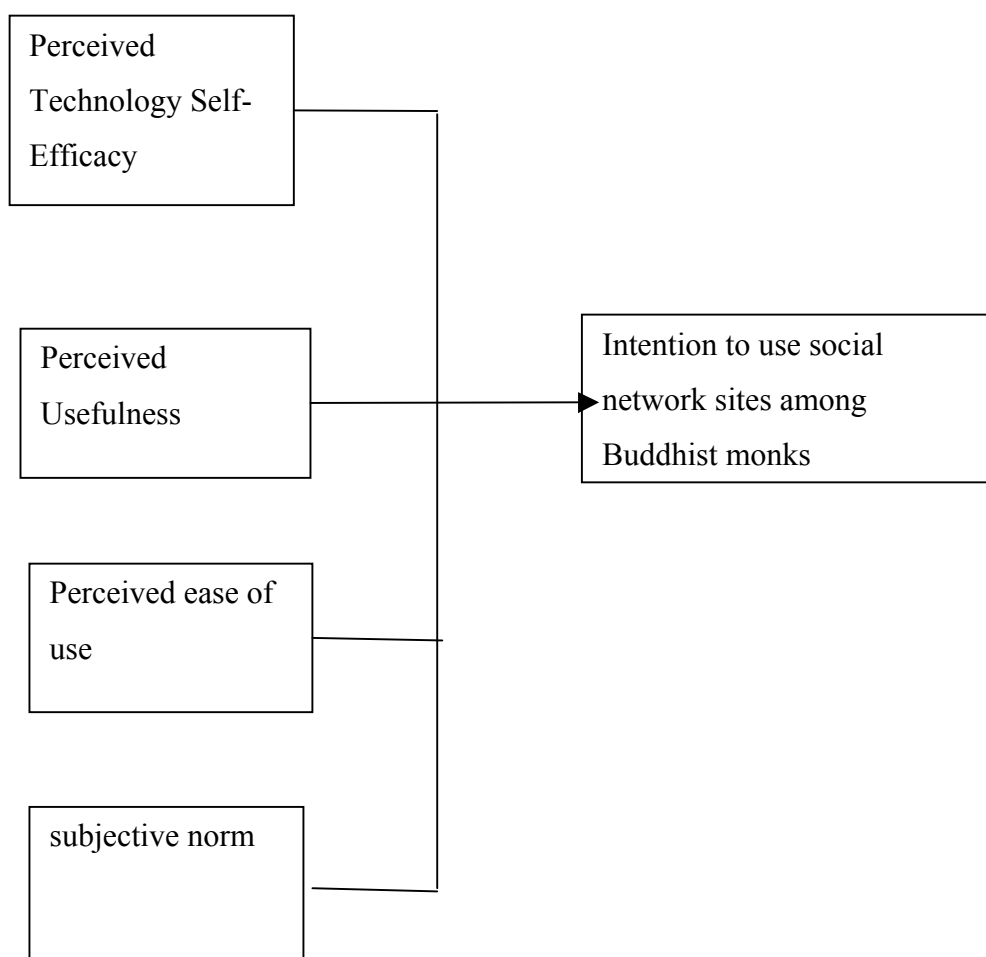 Perceived
Technology Self-
Efficacy
Perceived
Usefulness
Intention to use social
network sites among
Buddhist monks
Perceived ease of
use
subjective norm